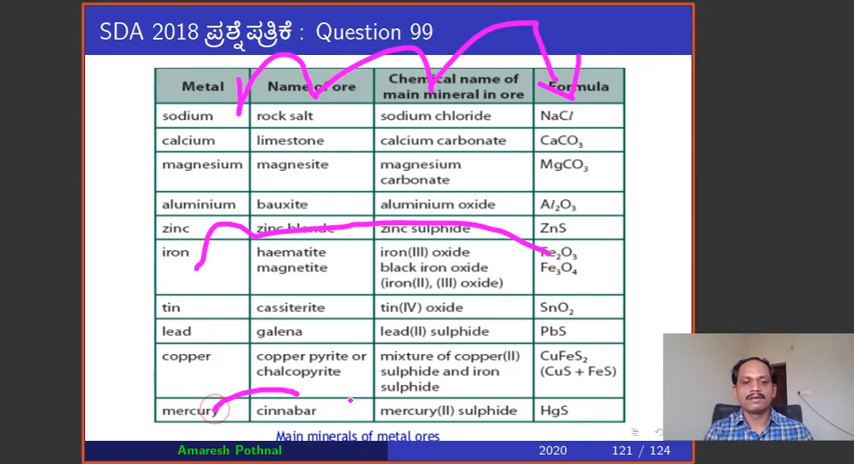 SDA 2018 ಪ್ರಶ್ನೆಪತ್ರಿಕೆ : Question 99
Metal Name of ore Chemical name of main mineral in ore Formula
sodium rock salt sodium chloride NaCl
calcium limestone calcium carbonate CaCO₃
magnesium magnesite magnesium carbonate MgCO₃
aluminium bauxite aluminium oxide Al₂O₃
zinc zinc blende zinc sulphide ZnS
iron haematite iron(III) oxide Fe₂O₃
magnetite black iron oxide Fe₃O₄
(iron(II), (III) oxide)
tin cassiterite tin(IV) oxide SnO₂
lead galena lead(II) sulphide PbS
copper copper pyrite or mixture of copper(II) CuFeS₂
chalcopyrite sulphide and iron (CuS + FeS)
sulphide
mercury cinnabar mercury(II) sulphide HgS
Main minerals of metal ores
Amaresh Pothnal 2020 121 / 124